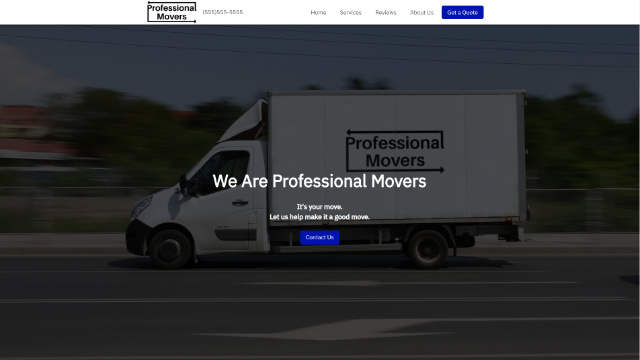 Professional
Movers
(555)555-5555
Home
Services
Reviews
About Us
Get a Quote
Professional
Movers
We Are Professional Movers
It's your move.
Let us help make it a good move.
Contact Us